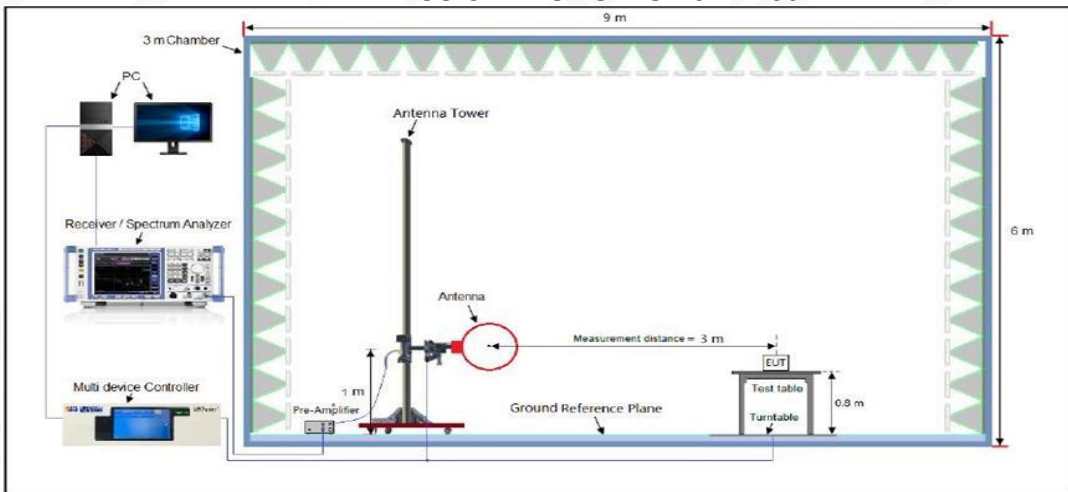 9 m
3 m Chamber
PC
Antenna Tower
Receiver / Spectrum Analyzer
6 m
Antenna
Measurement distance = 3 m
EUT
Multi device Controller
1 m
Test table
0.8 m
Pre-Amplifier
Ground Reference Plane
Turntable